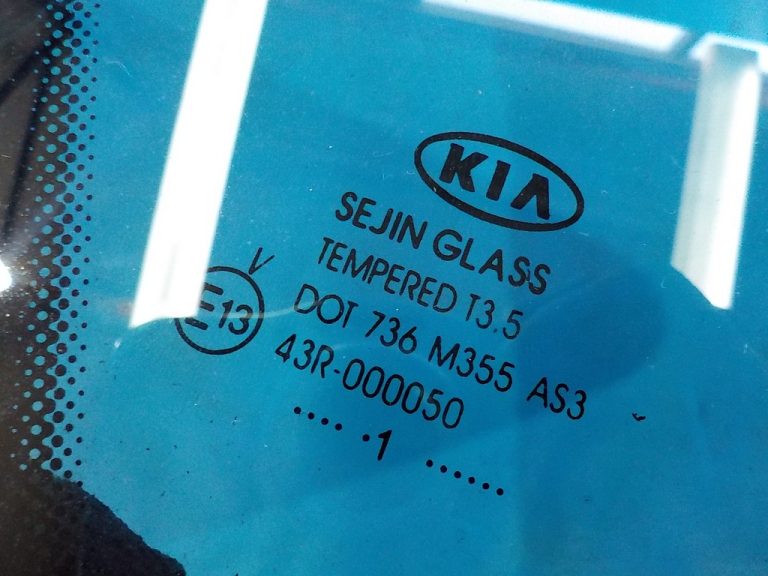 KIA
SEJIN GLASS
TEMPERED T3.5
V
E13
DOT 736 M355 AS3
43R-000050
.... .1 ......